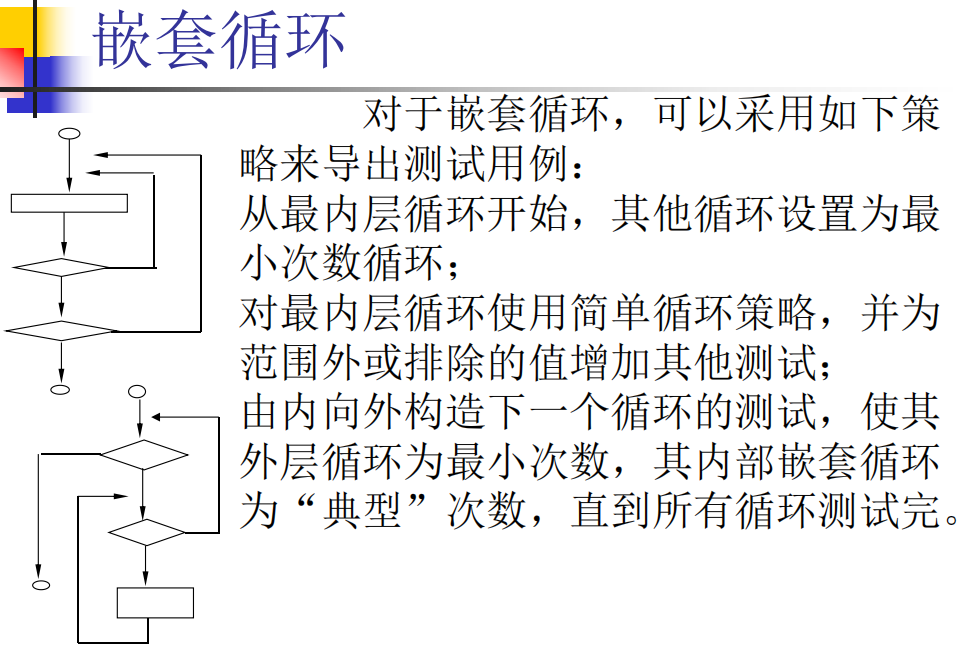 嵌套循环
对于嵌套循环，可以采用如下策
略来导出测试用例：
从最内层循环开始，其他循环设置为最
小次数循环；
对最内层循环使用简单循环策略，并为
范围外或排除的值增加其他测试；
由内向外构造下一个循环的测试，使其
外层循环为最小次数，其内部嵌套循环
为“典型”次数，直到所有循环测试完。